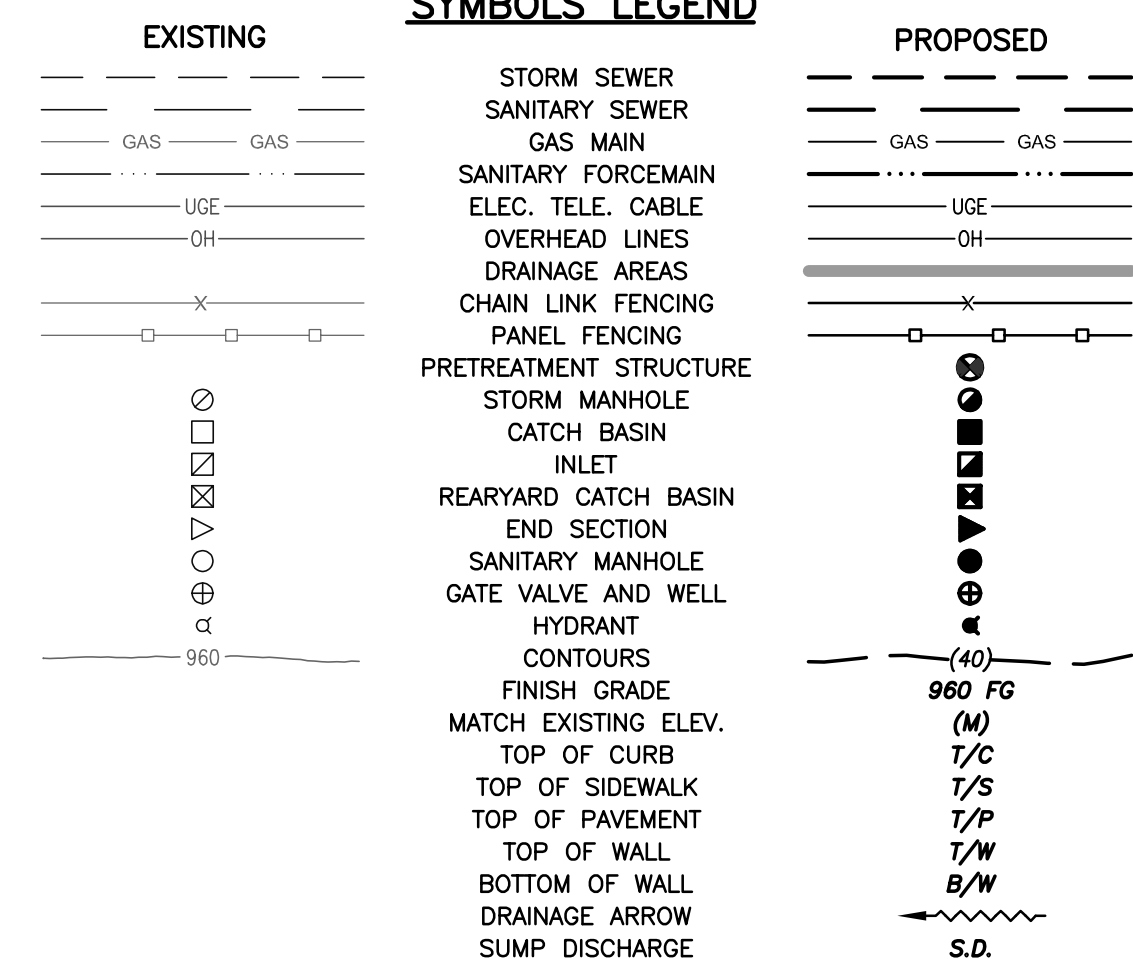 SYMBOLS LEGEND
EXISTING PROPOSED
STORM SEWER
SANITARY SEWER
GAS GAS GAS MAIN GAS GAS
SANITARY FORCEMAIN
UGE ELEC. TELE. CABLE UGE
OH OVERHEAD LINES OH
DRAINAGE AREAS
X CHAIN LINK FENCING X
PANEL FENCING
PRETREATMENT STRUCTURE
STORM MANHOLE
CATCH BASIN
INLET
REARYARD CATCH BASIN
END SECTION
SANITARY MANHOLE
GATE VALVE AND WELL
HYDRANT
960 CONTOURS (40)
FINISH GRADE 960 FG
MATCH EXISTING ELEV. (M)
TOP OF CURB T/C
TOP OF SIDEWALK T/S
TOP OF PAVEMENT T/P
TOP OF WALL T/W
BOTTOM OF WALL B/W
DRAINAGE ARROW
SUMP DISCHARGE S.D.